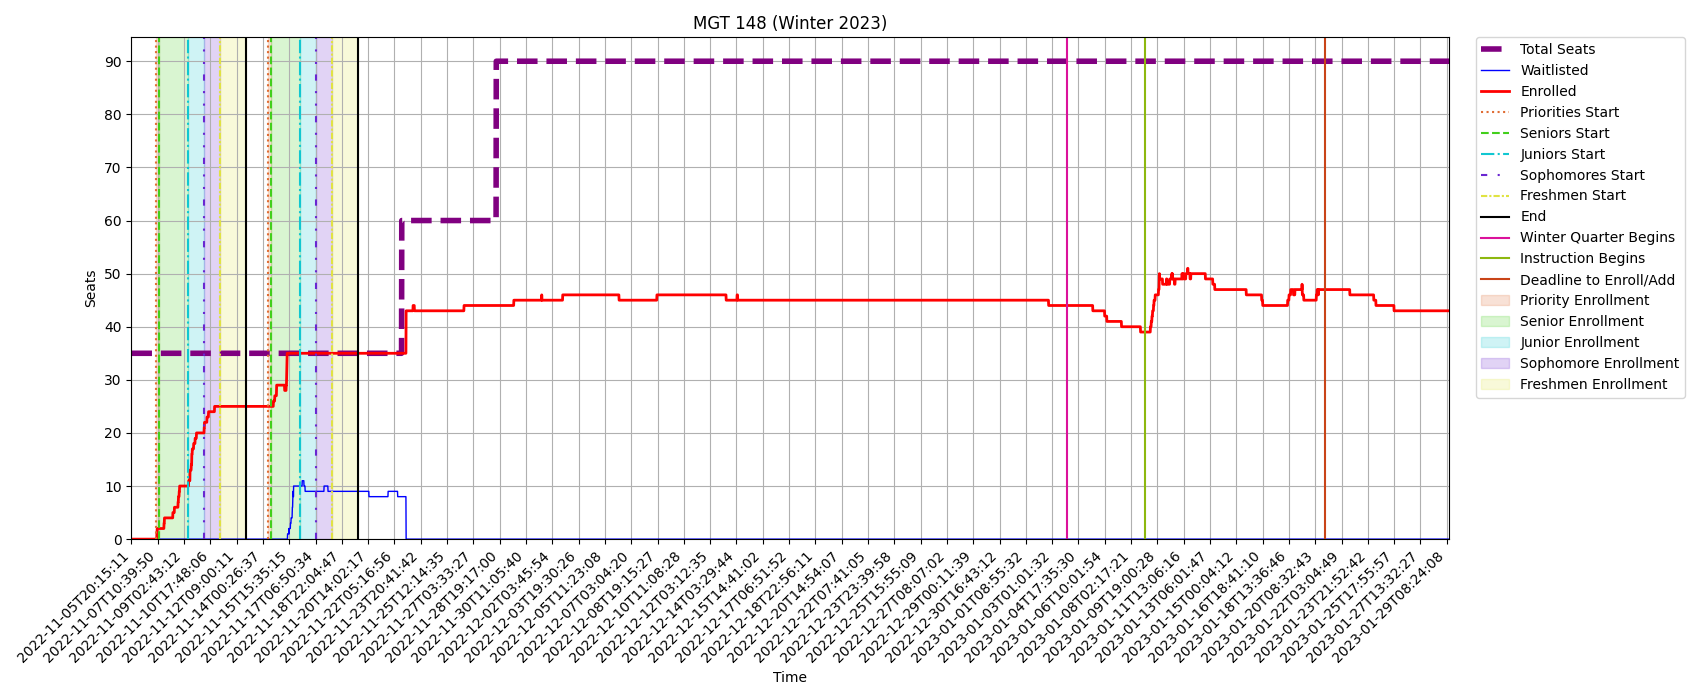 MGT 148 (Winter 2023)
Seats
90
80
70
60
50
40
30
20
10
0
2022-11-05T20:15:11
2022-11-07T10:39:50
2022-11-09T02:43:12
2022-11-10T17:48:06
2022-11-12T09:00:11
2022-11-14T00:26:37
2022-11-15T15:35:15
2022-11-17T06:50:34
2022-11-18T22:04:47
2022-11-20T14:02:17
2022-11-22T05:16:56
2022-11-23T20:41:42
2022-11-25T12:14:35
2022-11-27T03:33:27
2022-11-28T19:17:00
2022-11-30T11:05:40
2022-12-02T03:45:54
2022-12-03T19:30:26
2022-12-05T11:23:08
2022-12-07T03:04:20
2022-12-08T19:15:27
2022-12-10T11:08:28
2022-12-12T03:12:35
2022-12-14T03:29:44
2022-12-15T14:41:02
2022-12-17T06:51:52
2022-12-18T22:56:11
2022-12-20T14:54:07
2022-12-22T07:41:05
2022-12-23T23:39:58
2022-12-25T15:55:09
2022-12-27T08:07:02
2022-12-29T00:11:39
2022-12-30T16:43:12
2023-01-01T08:55:32
2023-01-03T01:01:32
2023-01-04T17:35:30
2023-01-06T10:01:54
2023-01-08T02:17:21
2023-01-09T19:00:28
2023-01-11T13:06:16
2023-01-13T06:01:47
2023-01-15T00:04:12
2023-01-16T18:41:10
2023-01-18T13:36:46
2023-01-20T08:32:43
2023-01-22T03:04:49
2023-01-23T21:52:42
2023-01-25T17:55:57
2023-01-27T13:32:27
2023-01-29T08:24:08
Time
Total Seats
Waitlisted
Enrolled
Priorities Start
Seniors Start
Juniors Start
Sophomores Start
Freshmen Start
End
Winter Quarter Begins
Instruction Begins
Deadline to Enroll/Add
Priority Enrollment
Senior Enrollment
Junior Enrollment
Sophomore Enrollment
Freshmen Enrollment